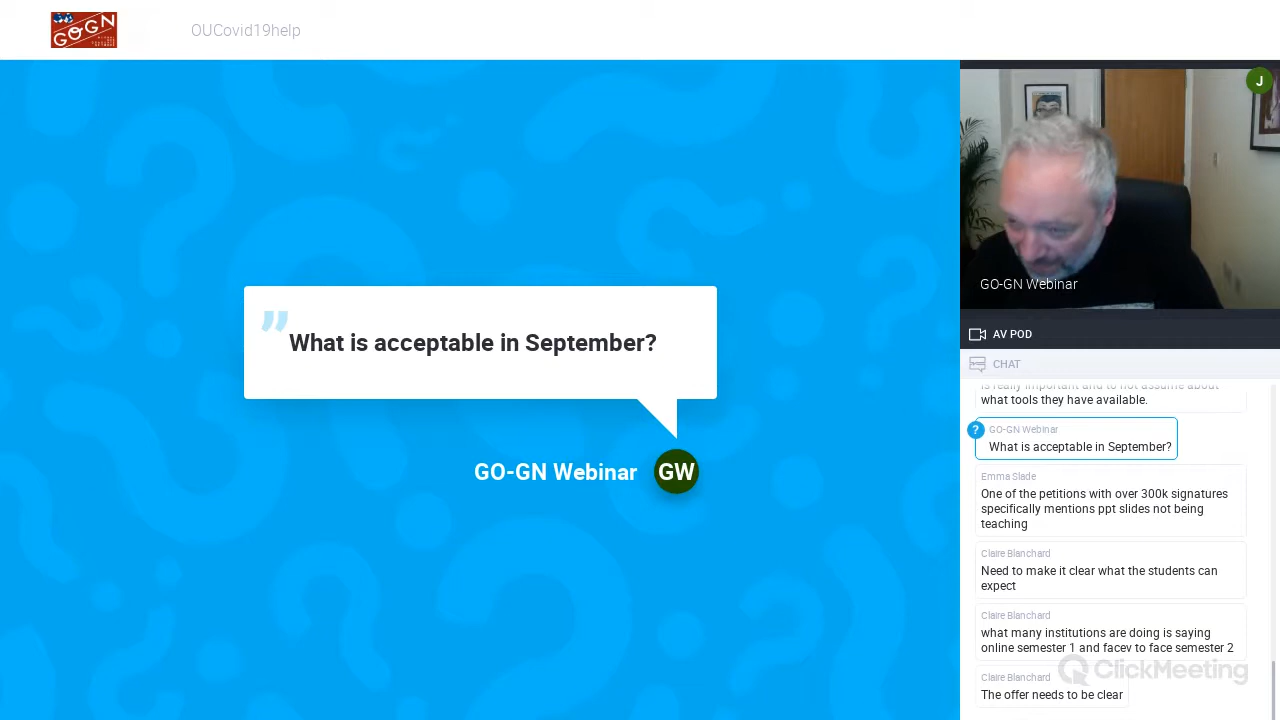 GO-GN
OUCovid19help
J
What is acceptable in September?
GO-GN Webinar
GW
GO-GN Webinar
AV POD
CHAT
is really important and to not assume about
what tools they have available.
?
GO-GN Webinar
What is acceptable in September?
Emma Slade
One of the petitions with over 300k signatures
specifically mentions ppt slides not being
teaching
Claire Blanchard
Need to make it clear what the students can
expect
Claire Blanchard
what many institutions are doing is saying
online semester 1 and facev to face semester 2
Claire Blanchard
The offer needs to be clear
ClickMeeting